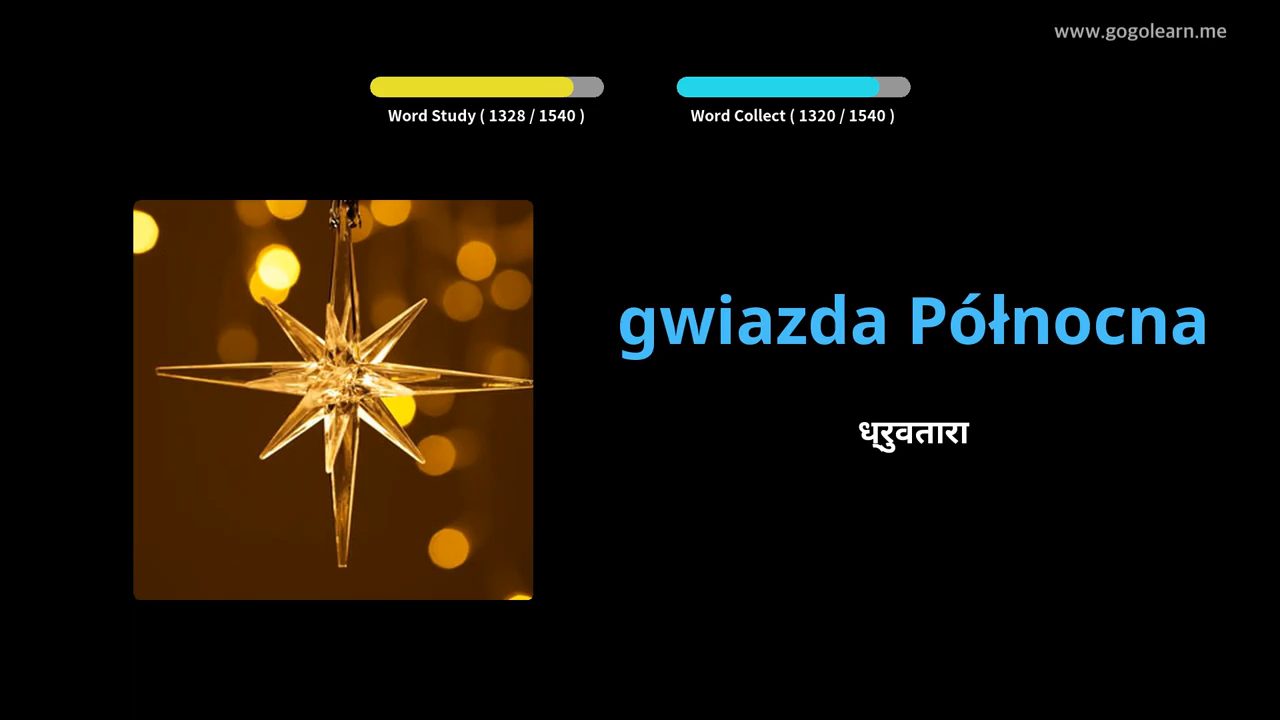 www.gogolearn.me
Word Study ( 1328 / 1540 )
Word Collect ( 1320 / 1540 )
gwiazda Północna
ध्रुवतारा